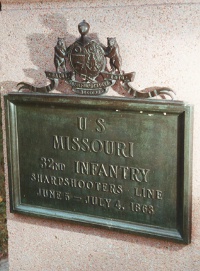 U S
MISSOURI
32ND INFANTRY
SHARPSHOOTERS LINE
JUNE 5 – JULY 4, 1863